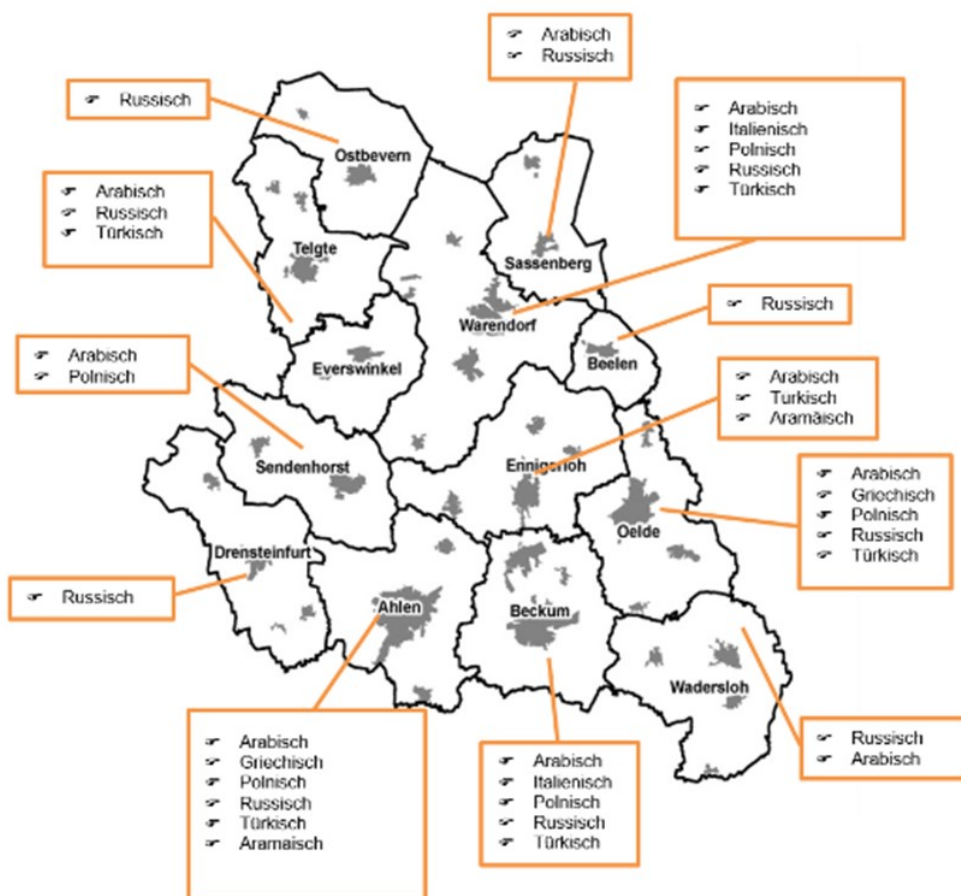 Arabisch
Russisch
Russisch
Arabisch
Italienisch
Polnisch
Russisch
Türkisch
Ostbevern
Arabisch
Russisch
Türkisch
Telgte
Sassenberg
Warendorf
Russisch
Arabisch
Polnisch
Everswinkel
Beelen
Arabisch
Turkisch
Aramäisch
Sendenhorst
Ennigerloh
Arabisch
Griechisch
Polnisch
Russisch
Türkisch
Oelde
Drensteinfurt
Russisch
Ahlen
Beckum
Wadersloh
Russisch
Arabisch
Arabisch
Griechisch
Polnisch
Russisch
Türkisch
Aramaisch
Arabisch
Italienisch
Polnisch
Russisch
Türkisch